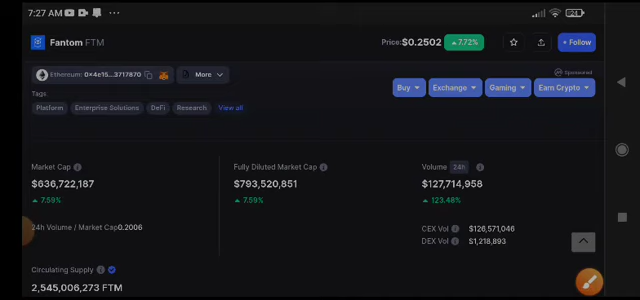 7:27 AM ...
24
Fantom FTM
Price: $0.2502 7.72% + Follow
Ethereum: 0x4e15...3717870 More
Sponsored
Tags:
Platform Enterprise Solutions DeFi Research View all
Buy Exchange Gaming Earn Crypto
Market Cap Fully Diluted Market Cap Volume 24h
$636,722,187 $793,520,851 $127,714,958
7.59% 7.59% 123.48%
24h Volume / Market Cap 0.2006
CEX Vol $126,571,046
DEX Vol $1,218,893
Circulating Supply
2,545,006,273 FTM